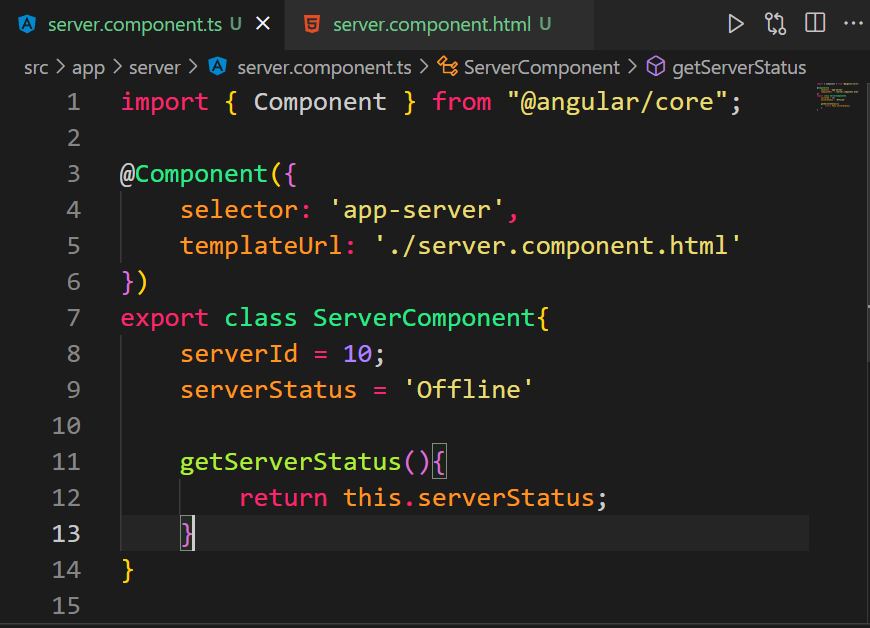 server.component.ts U × server.component.html U ...
src > app > server > server.component.ts > ServerComponent > getServerStatus
1 import { Component } from "@angular/core";
2
3 @Component({
4     selector: 'app-server',
5     templateUrl: './server.component.html'
6 })
7 export class ServerComponent{
8     serverId = 10;
9     serverStatus = 'Offline'
10
11     getServerStatus(){
12         return this.serverStatus;
13     }
14 }
15